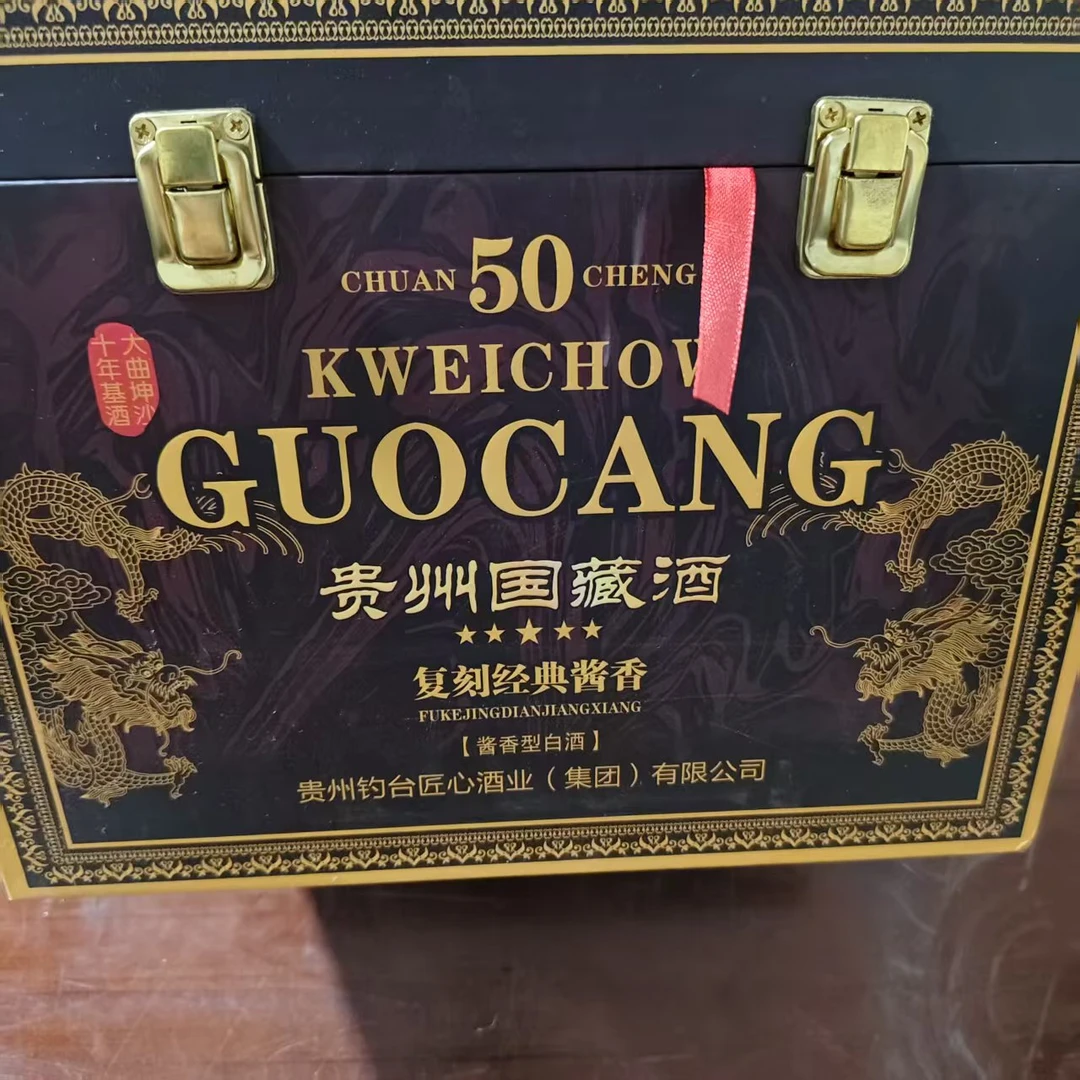 CHUAN 50 CHENG
KWEICHOW
大曲坤沙
十年基酒
GUOCANG
贵州国藏酒
复刻经典酱香
FUKEJINGDIANJIANGXIANG
【酱香型白酒】
贵州钓台匠心酒业（集团）有限公司